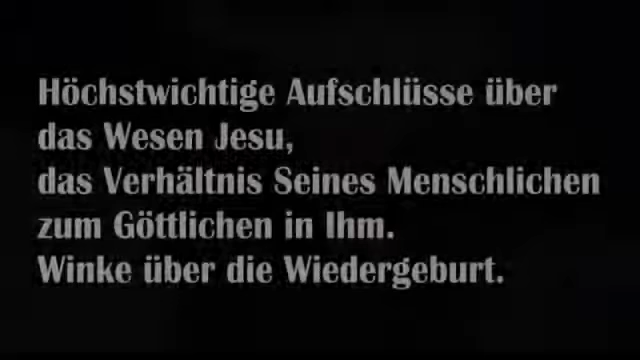 Höchstwichtige Aufschlüsse über
das Wesen Jesu,
das Verhältnis Seines Menschlichen
zum Göttlichen in Ihm.
Winke über die Wiedergeburt.